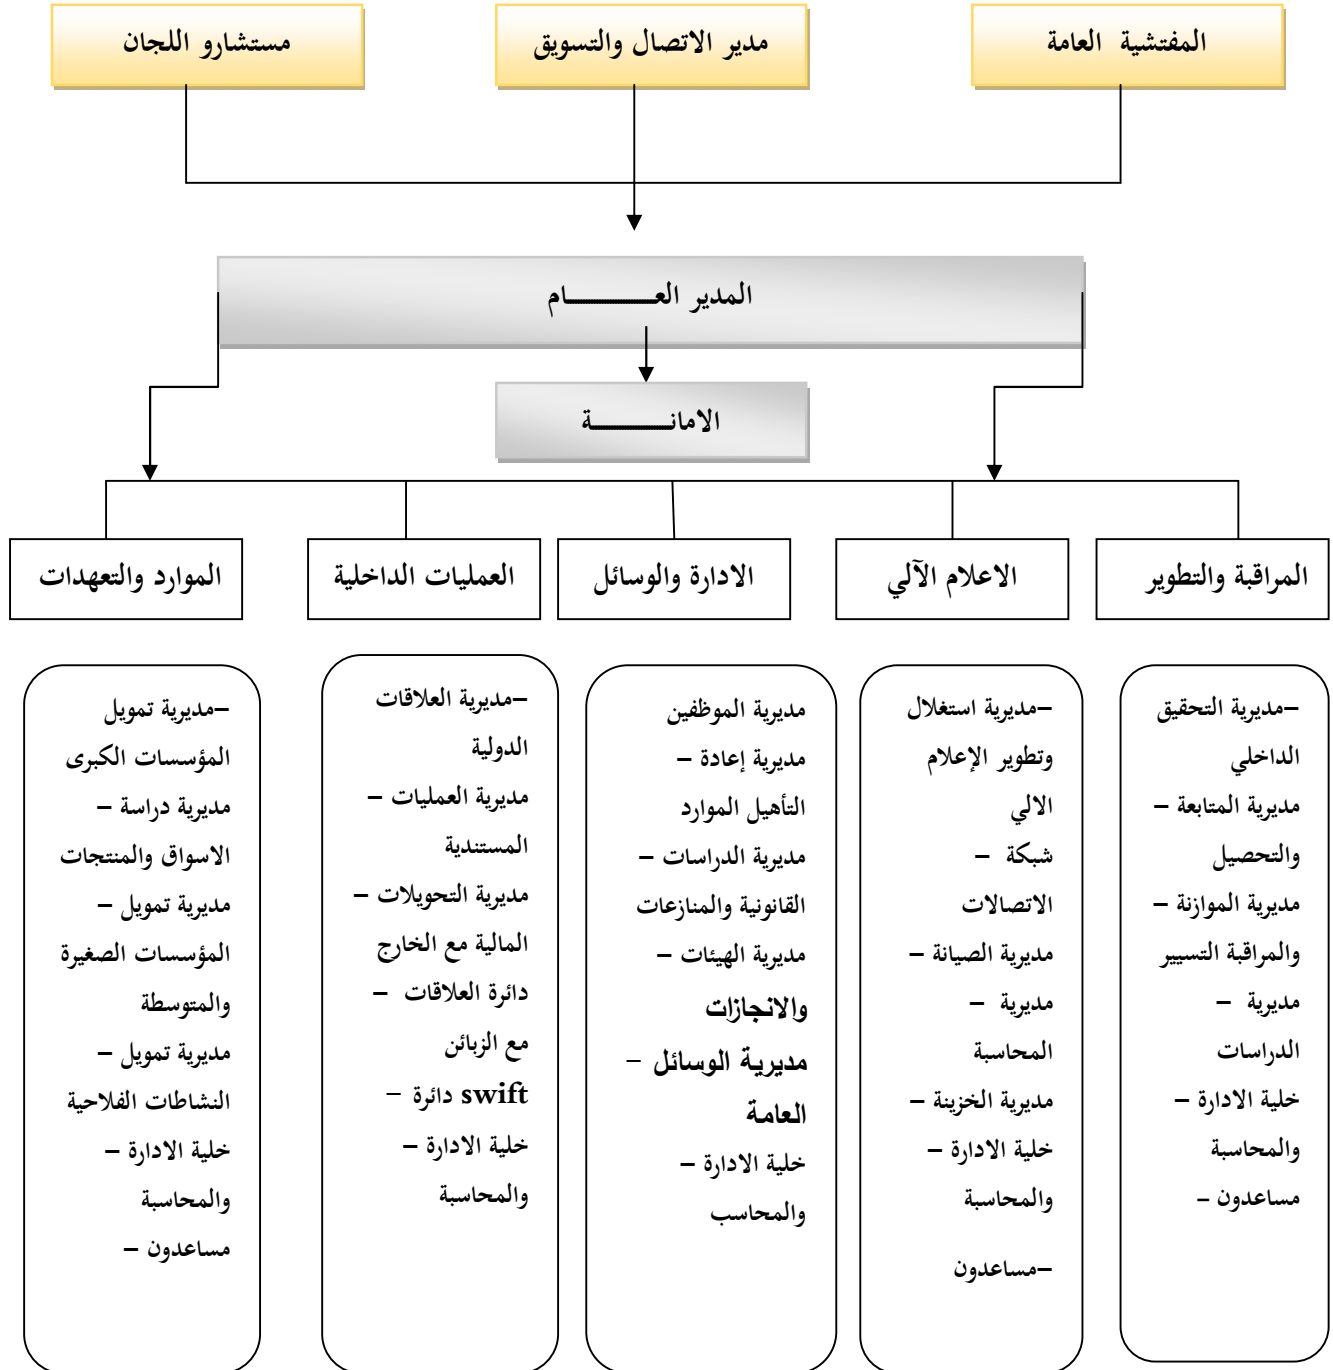 المفتشية العامة
مدير الاتصال والتسويق
مستشارو اللجان
المدير العـــــــــام
الامانـــــــــة
المراقبة والتطوير
الاعلام الآلي
الادارة والوسائل
العمليات الداخلية
الموارد والتعهدات
–مديرية التحقيق
الداخلي
مديرية المتابعة –
والتحصيل
مديرية الموازنة –
والمراقبة التسيير
مديرية –
الدراسات
خلية الادارة –
والمحاسبة
مساعدون –
–مديرية استغلال
وتطوير الإعلام
الالي
شبكة –
الاتصالات
مديرية الصيانة –
مديرية –
المحاسبة
مديرية الخزينة –
خلية الادارة –
والمحاسبة
–مساعدون
مديرية الموظفين
مديرية إعادة –
التأهيل الموارد
مديرية الدراسات –
القانونية والمنازعات
مديرية الهيئات –
والانجازات
مديرية الوسائل –
العامة
خلية الادارة –
والمحاسب
–مديرية العلاقات
الدولية
مديرية العمليات –
المستندية
مديرية التحويلات –
المالية مع الخارج
دائرة العلاقات –
مع الزبائن
swift دائرة –
خلية الادارة –
والمحاسبة
–مديرية تمويل
المؤسسات الكبرى
مديرية دراسة –
الاسواق والمنتجات
مديرية تمويل –
المؤسسات الصغيرة
والمتوسطة
مديرية تمويل –
النشاطات الفلاحية
خلية الادارة –
والمحاسبة
مساعدون –